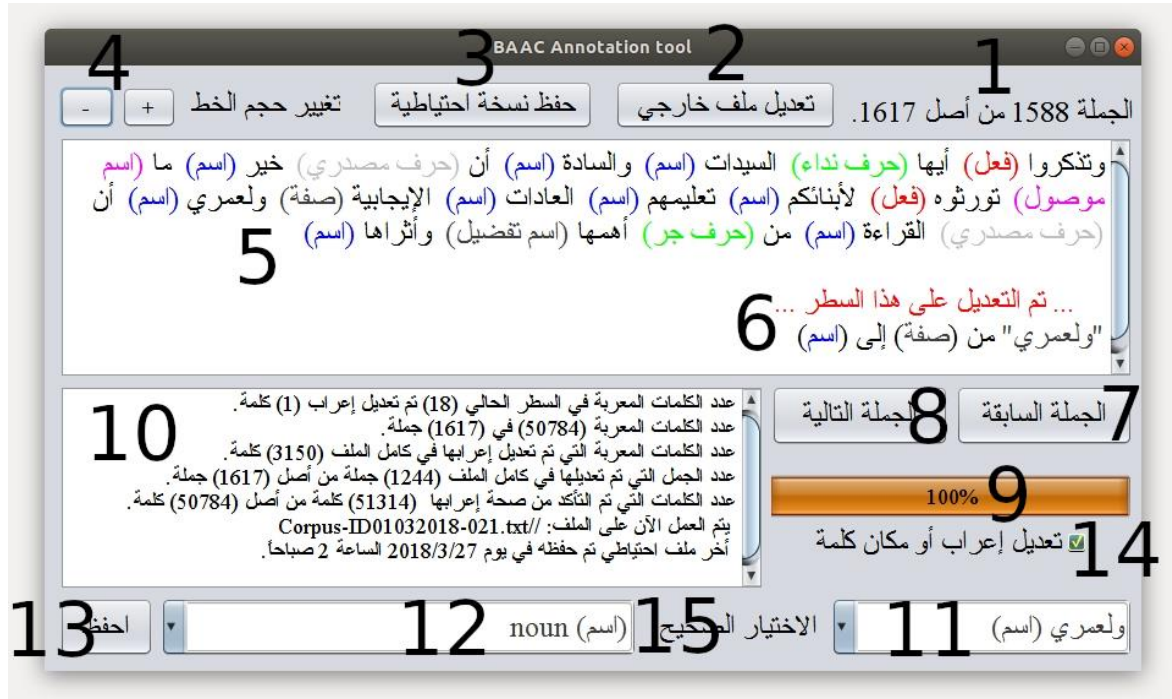 BAAC Annotation tool
4 3 2 1
الجملة 1588 من أصل 1617. تعديل ملف خارجي حفظ نسخة احتياطية تغيير حجم الخط + -
وتذكروا (فعل) أيها (حرف نداء) السيدات (اسم) والسادة (اسم) أن (حرف مصدري) خير (اسم) ما (اسم
موصول) تورثوه (فعل) لأبنائكم (اسم) تعليمهم (اسم) العادات (اسم) الإيجابية (صفة) ولعمري (اسم) أن
(حرف مصدري) القراءة (اسم) من (حرف جر) أهمها (اسم تفضيل) وأثراها (اسم)
5
... تم التعديل على هذا السطر ...
"ولعمري" من (صفة) إلى (اسم)
6
الجملة السابقة 7 الجملة التالية 8
100% 9
تعديل إعراب أو مكان كلمة 14
10
عدد الكلمات المعربة في السطر الحالي (18) تم تعديل إعراب (1) كلمة.
عدد الكلمات المعربة (50784) في (1617) جملة.
عدد الكلمات المعربة التي تم تعديل إعرابها في كامل الملف (3150) كلمة.
عدد الجمل التي تم تعديلها في كامل الملف (1244) جملة من أصل (1617) جملة.
عدد الكلمات التي تم التأكد من صحة إعرابها (51314) كلمة من أصل (50784) كلمة.
يتم العمل الآن على الملف: //Corpus-ID01032018-021.txt
أخر ملف احتياطي تم حفظه في يوم 2018/3/27 الساعة 2 صباحاً.
ولعمري (اسم) 11 الاختيار الصحيح 15 noun (اسم) 12 احفظ 13